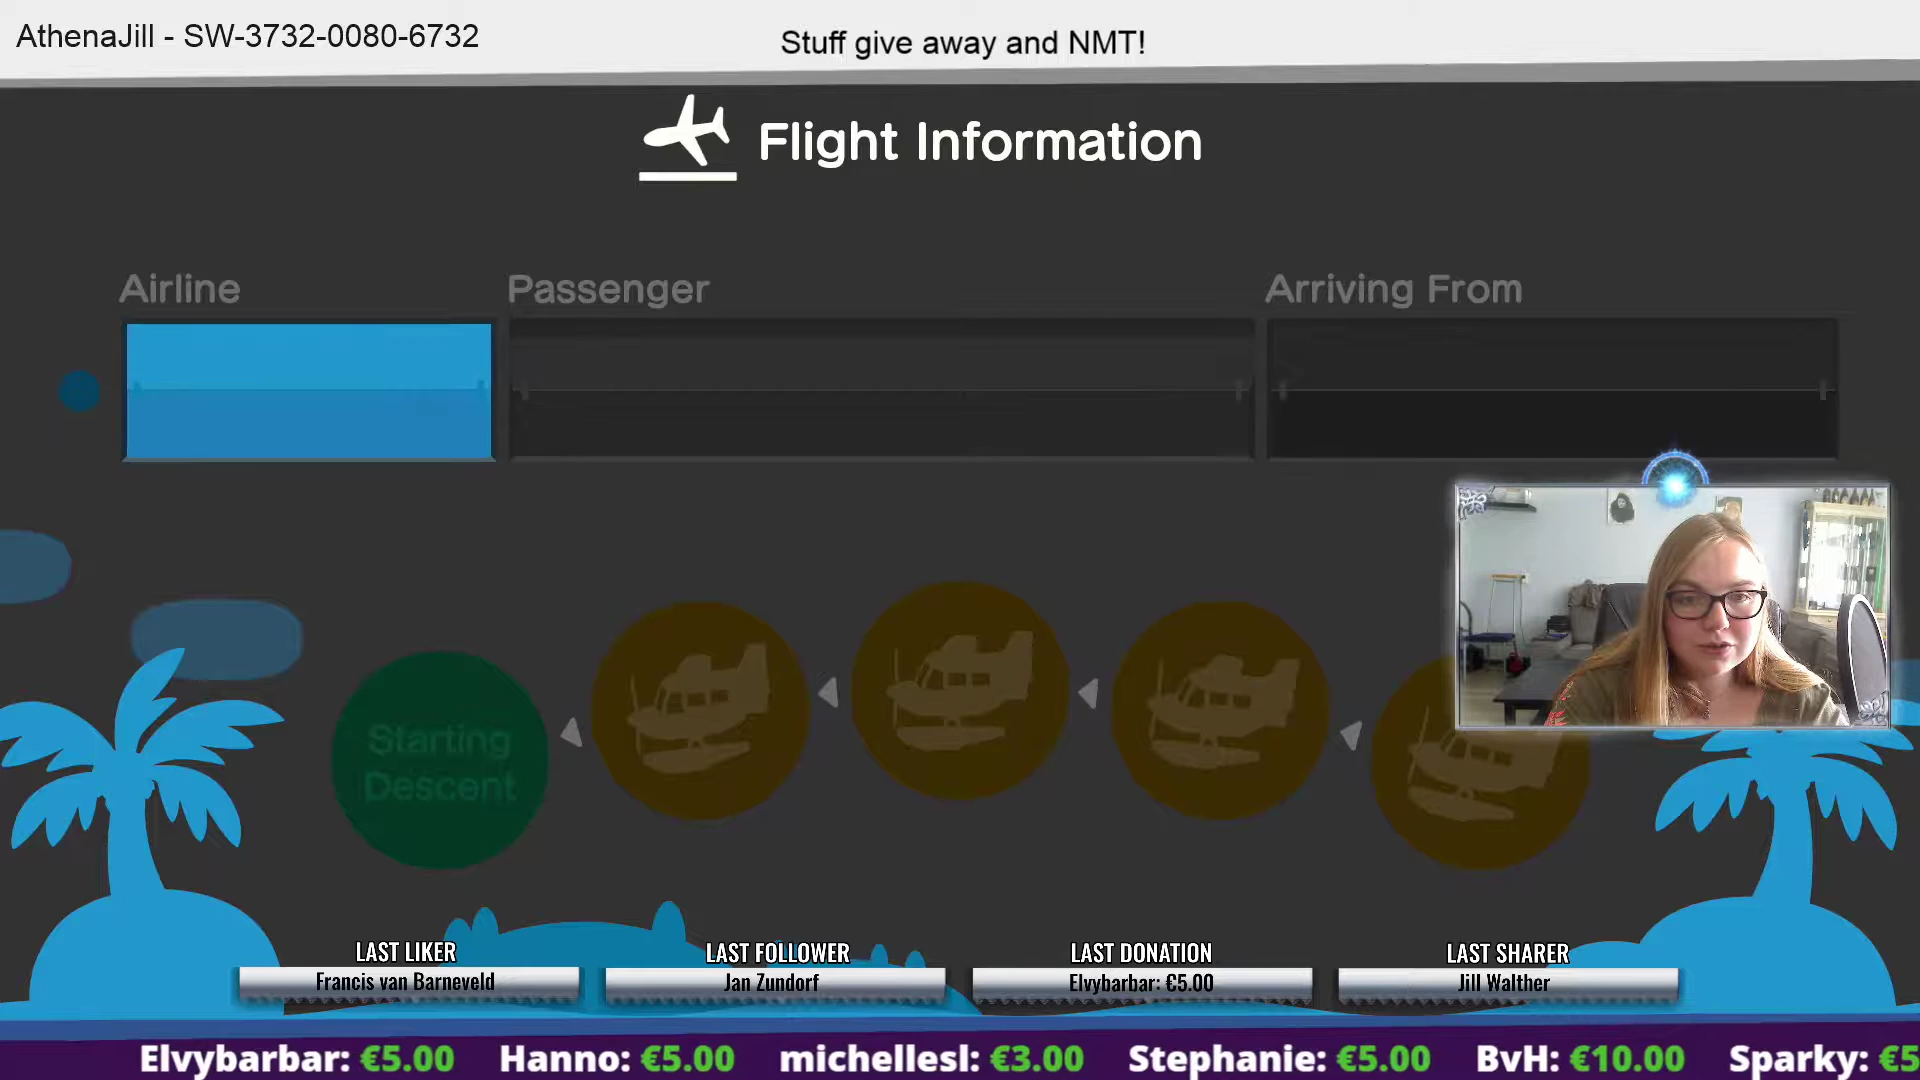 AthenaJill - SW-3732-0080-6732
Stuff give away and NMT!
Flight Information
Airline
Passenger
Arriving From
Starting
Descent
LAST LIKER
Francis van Barneveld
LAST FOLLOWER
Jan Zundorf
LAST DONATION
Elvybarbar: €5.00
LAST SHARER
Jill Walther
Elvybarbar: €5.00 Hanno: €5.00 michellesl: €3.00 Stephanie: €5.00 BvH: €10.00 Sparky: €5